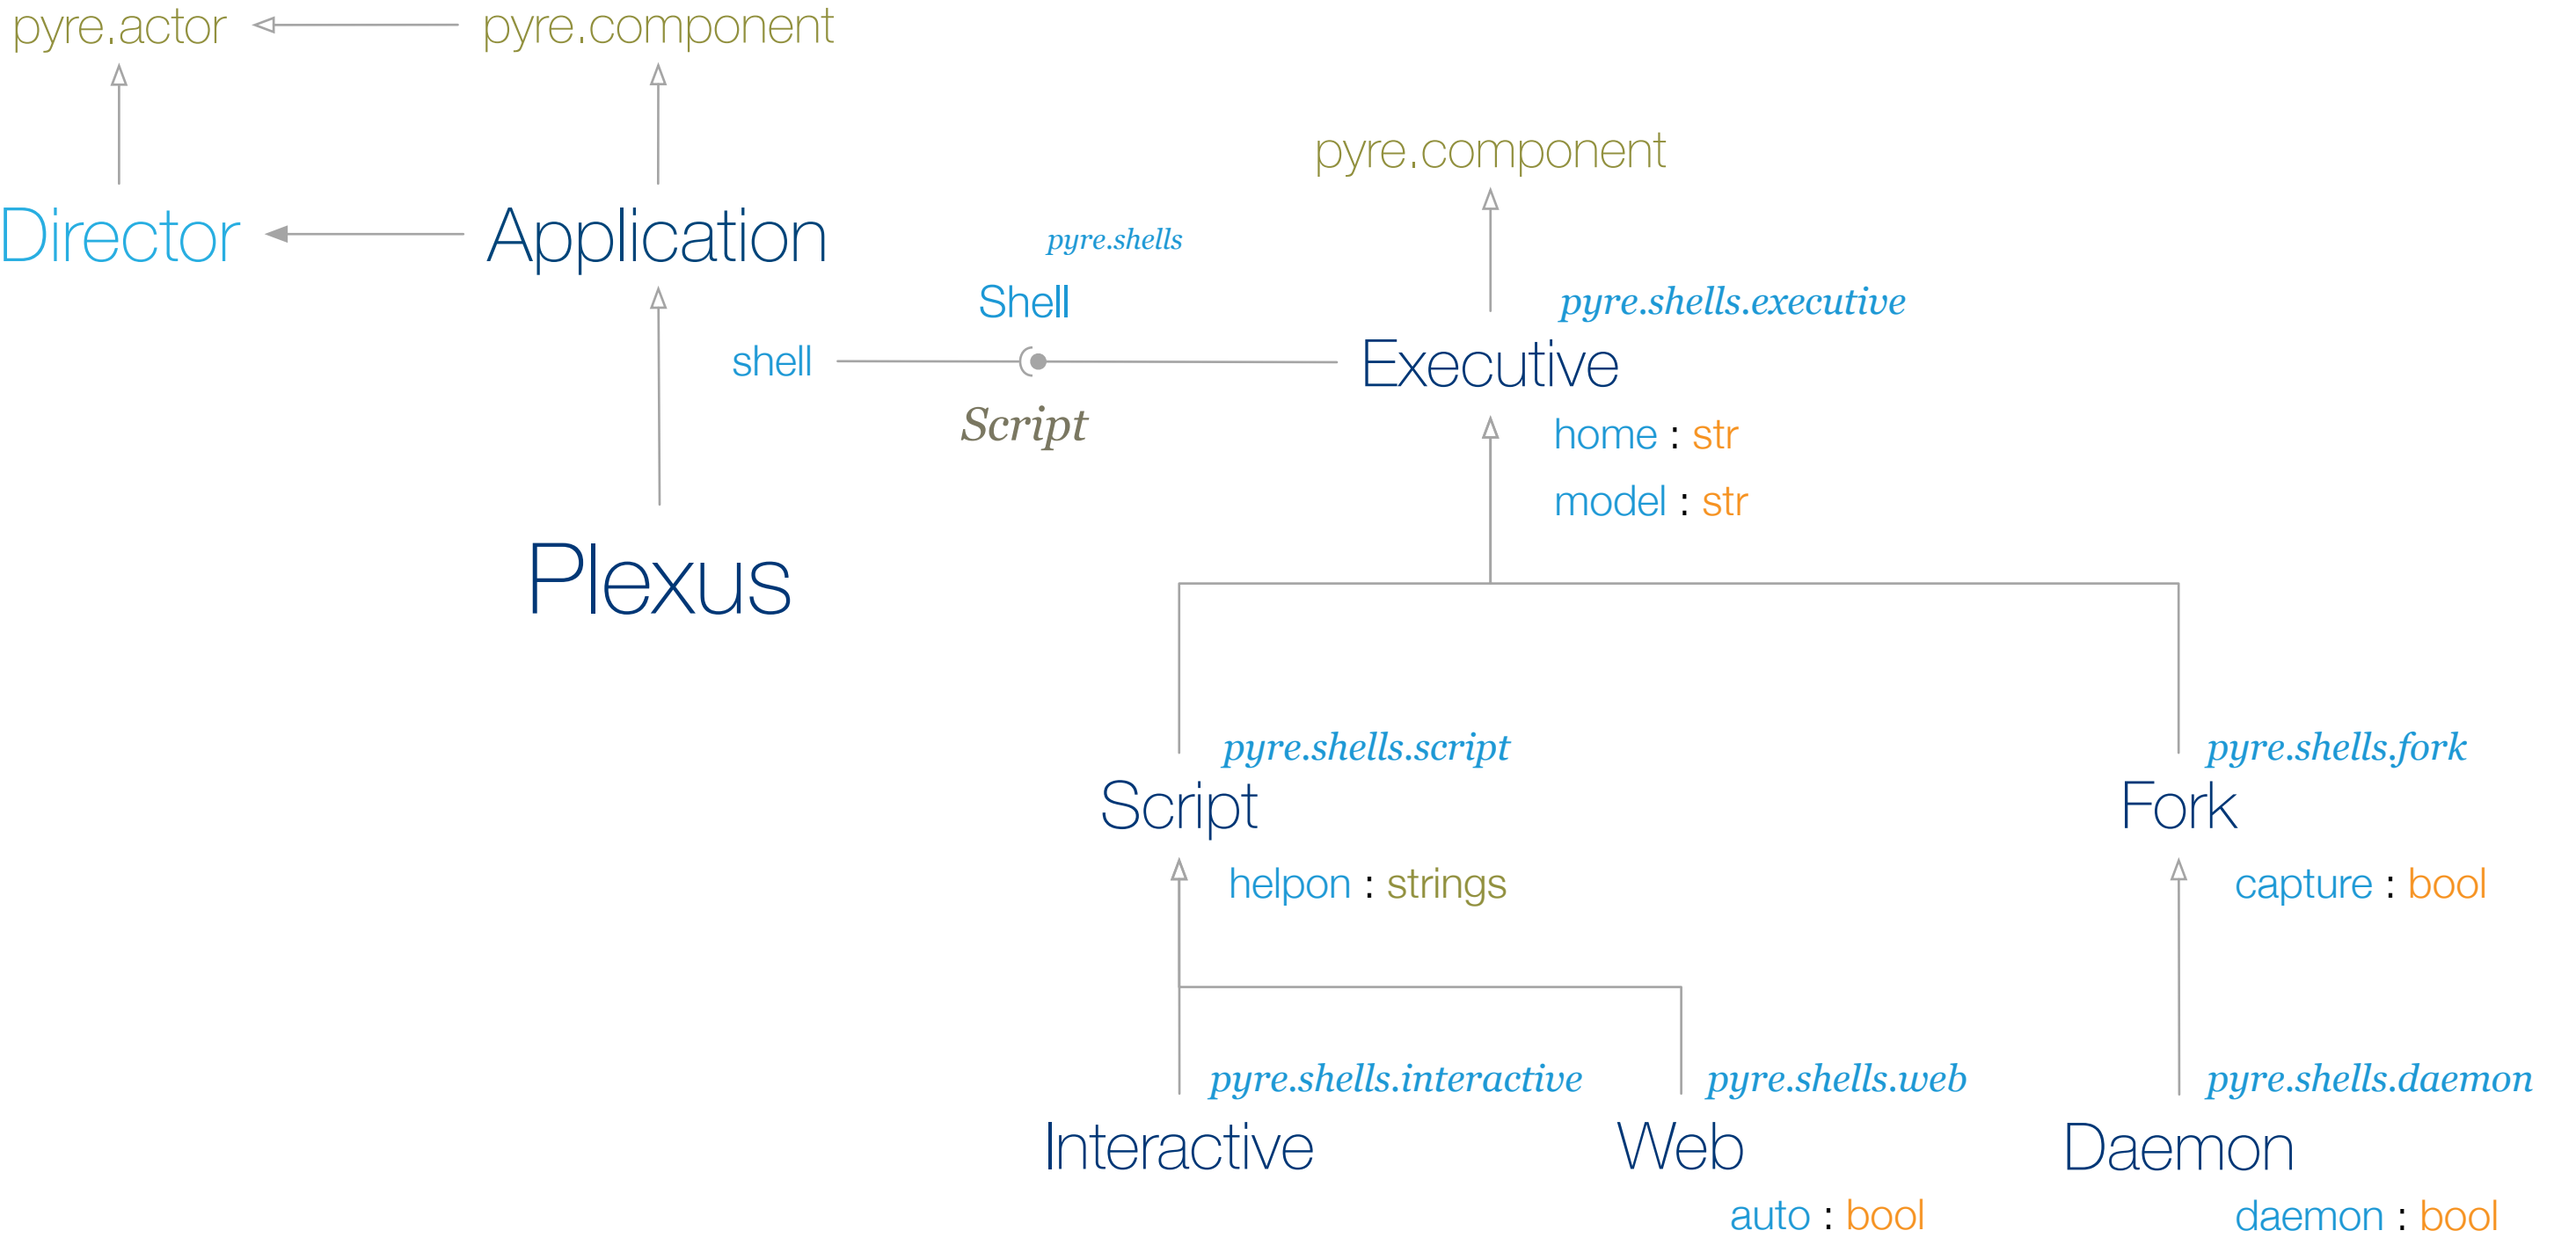 pyre.actor
pyre.component
pyre.component
Director
Application
pyre.shells
Shell
pyre.shells.executive
shell
Executive
Script
home : str
model : str
Plexus
pyre.shells.script
pyre.shells.fork
Script
Fork
helpon : strings
capture : bool
pyre.shells.interactive
pyre.shells.web
pyre.shells.daemon
Interactive
Web
Daemon
auto : bool
daemon : bool